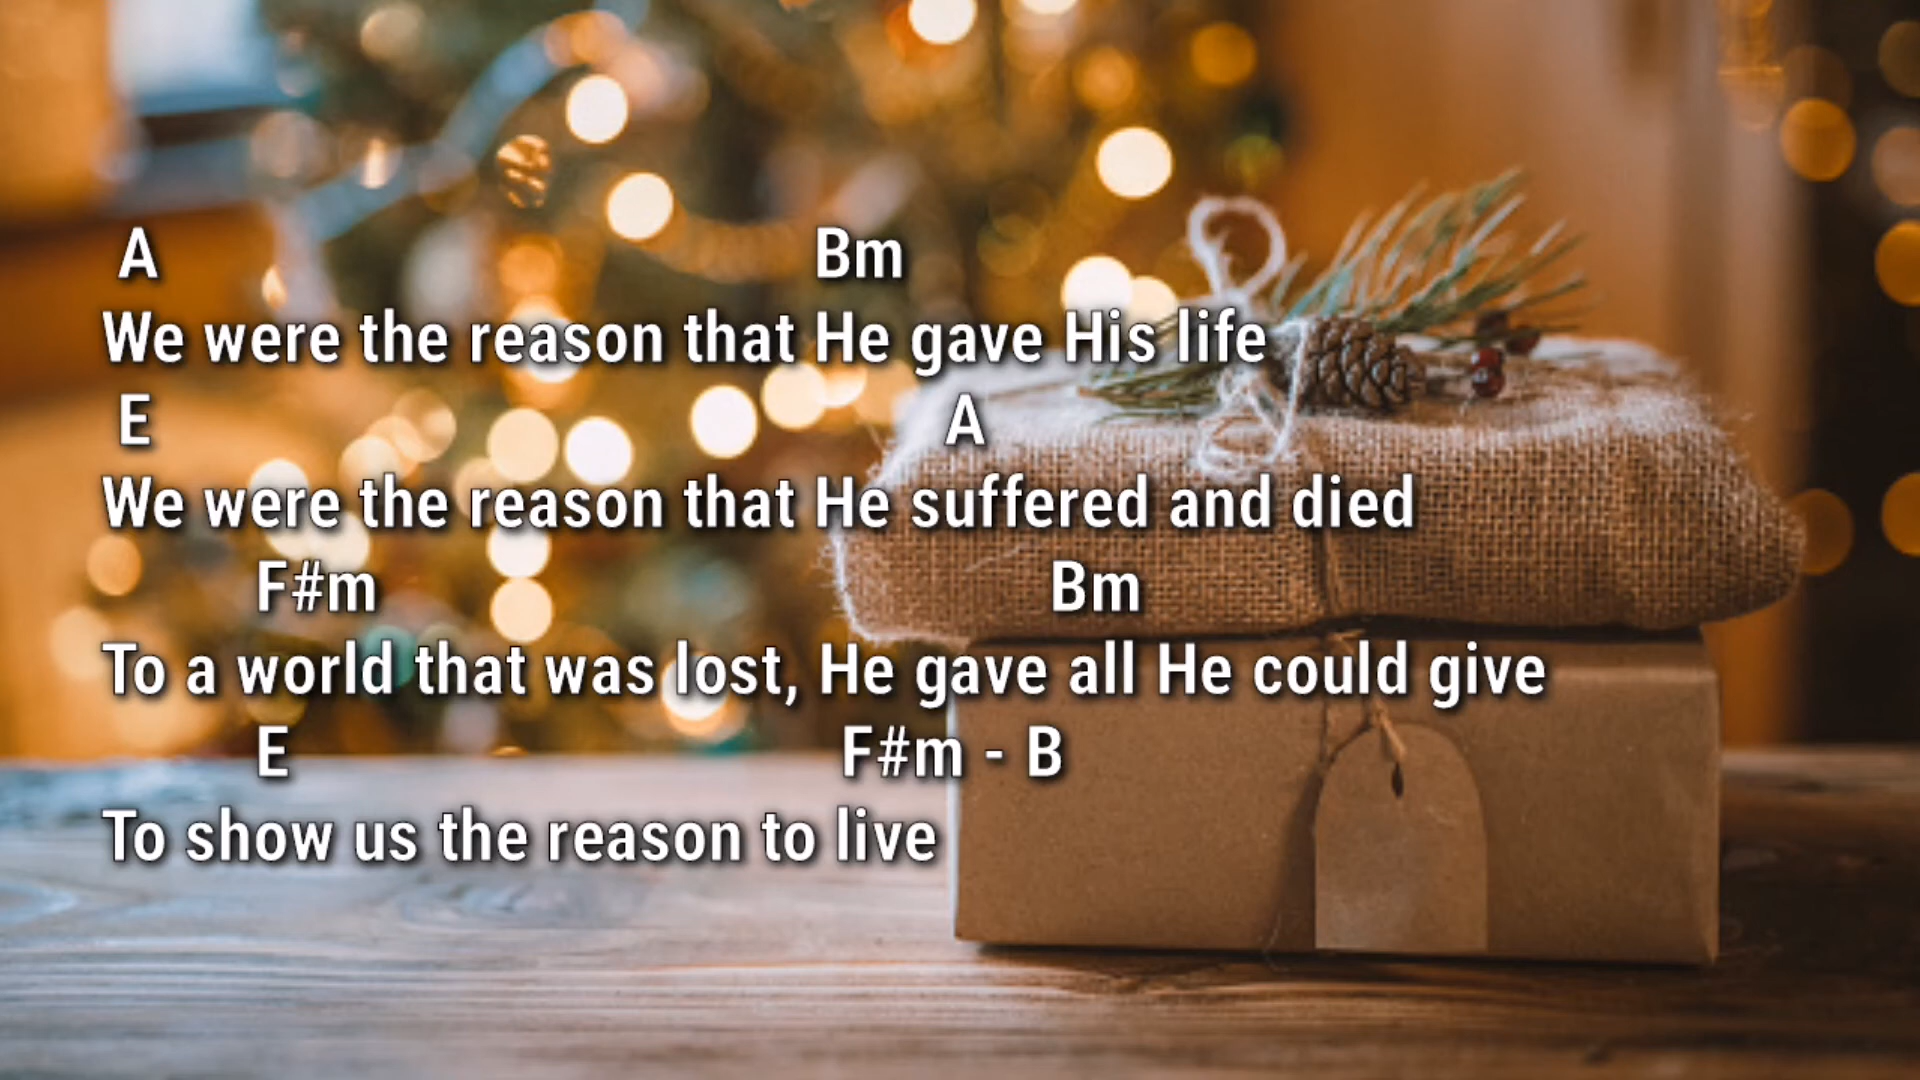 A Bm
We were the reason that He gave His life
E A
We were the reason that He suffered and died
F#m Bm
To a world that was lost, He gave all He could give
E F#m - B
To show us the reason to live